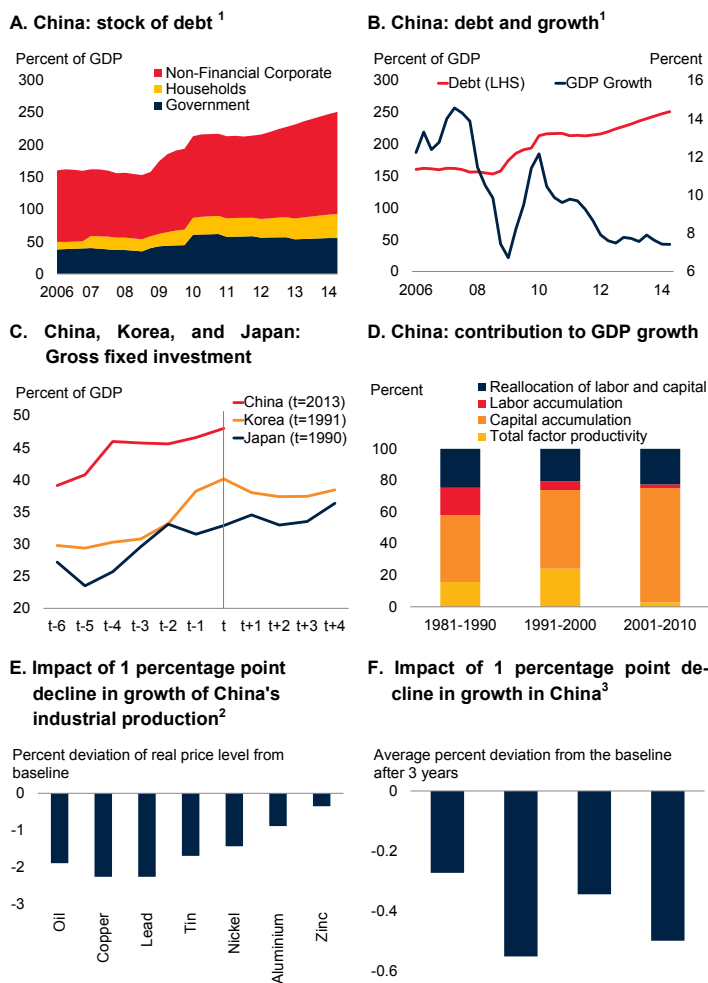 A. China: stock of debt 1
Percent of GDP
300
250
200
150
100
50
0
Non-Financial Corporate
Households
Government
2006 07 08 09 10 11 12 13 14
B. China: debt and growth1
Percent of GDP
Percent
300
250
200
150
100
50
0
Debt (LHS)
GDP Growth
16
14
12
10
8
6
2006 08 10 12 14
C. China, Korea, and Japan:
Gross fixed investment
Percent of GDP
50
45
40
35
30
25
20
China (t=2013)
Korea (t=1991)
Japan (t=1990)
t-6 t-5 t-4 t-3 t-2 t-1 t t+1 t+2 t+3 t+4
D. China: contribution to GDP growth
Percent
Reallocation of labor and capital
Labor accumulation
Capital accumulation
Total factor productivity
100
80
60
40
20
0
1981-1990 1991-2000 2001-2010
E. Impact of 1 percentage point
decline in growth of China's
industrial production2
Percent deviation of real price level from
baseline
0
-1
-2
-3
Oil
Copper
Lead
Tin
Nickel
Aluminium
Zinc
F. Impact of 1 percentage point de-
cline in growth in China3
Average percent deviation from the baseline
after 3 years
0
-0.2
-0.4
-0.6